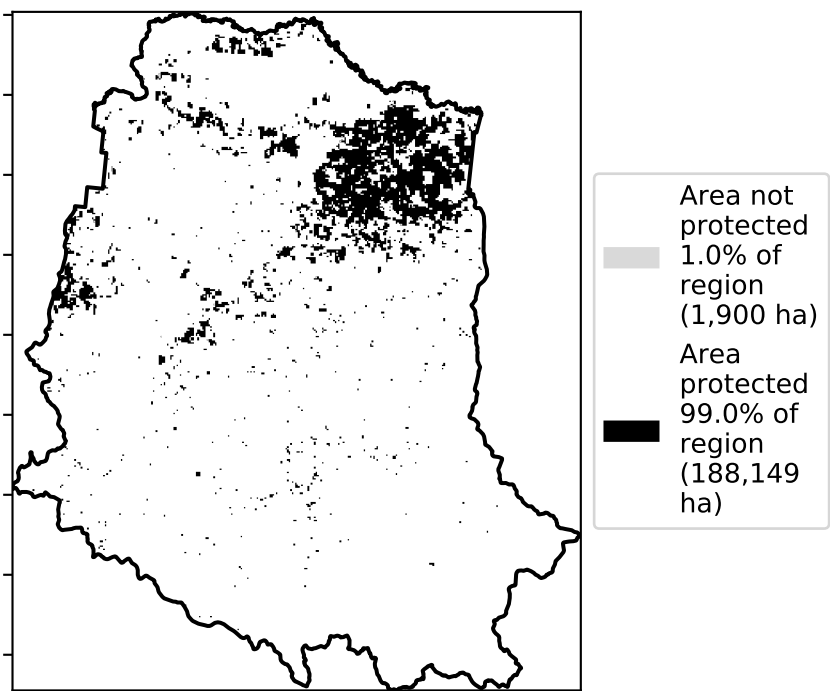 Area not
protected
1.0% of
region
(1,900 ha)
Area
protected
99.0% of
region
(188,149
ha)